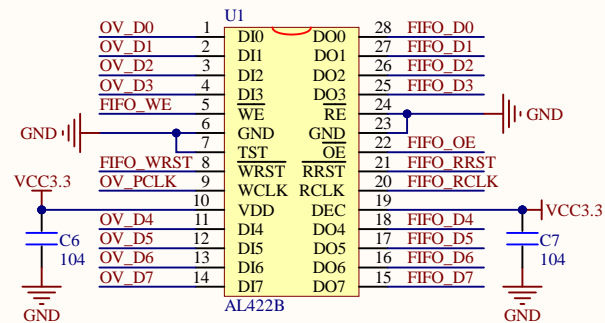 U1
OV_D0 1 DI0 DO0 28 FIFO_D0
OV_D1 2 DI1 DO1 27 FIFO_D1
OV_D2 3 DI2 DO2 26 FIFO_D2
OV_D3 4 DI3 DO3 25 FIFO_D3
FIFO_WE 5 WE RE 24 GND
GND 6 GND GND 23
7 TST OE 22 FIFO_OE
FIFO_WRST 8 WRST RRST 21 FIFO_RRST
OV_PCLK 9 WCLK RCLK 20 FIFO_RCLK
VCC3.3 10 VDD DEC 19 VCC3.3
OV_D4 11 DI4 DO4 18 FIFO_D4
C6 OV_D5 12 DI5 DO5 17 FIFO_D5 C7
104 OV_D6 13 DI6 DO6 16 FIFO_D6 104
OV_D7 14 DI7 DO7 15 FIFO_D7
GND AL422B GND